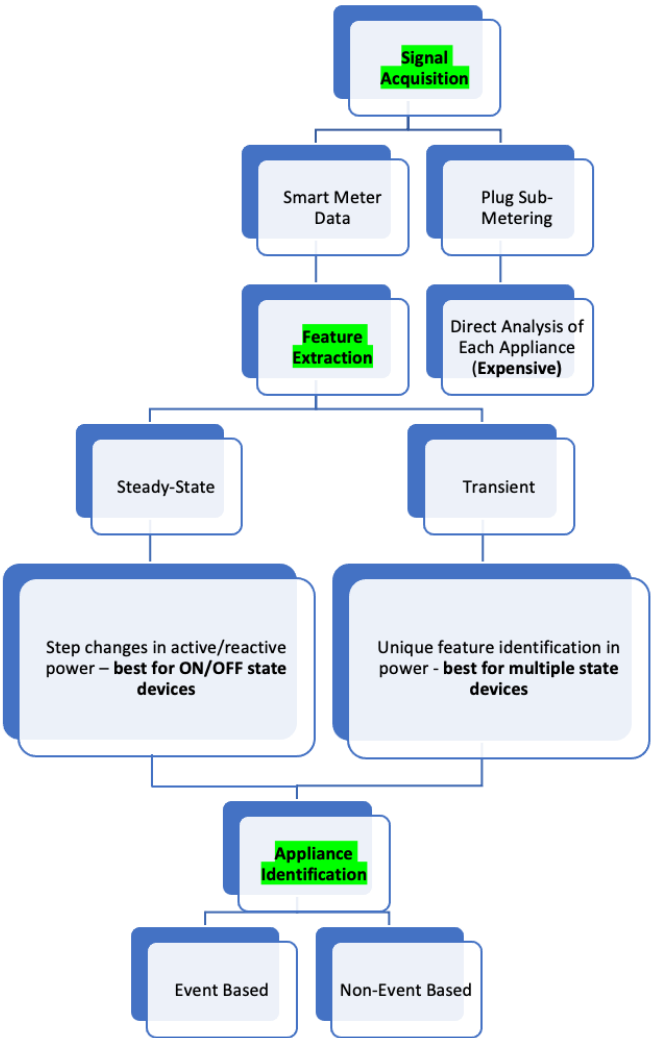 Signal
Acquisition
Smart Meter
Data
Plug Sub-
Metering
Feature
Extraction
Direct Analysis of
Each Appliance
(Expensive)
Steady-State
Transient
Step changes in active/reactive
power – best for ON/OFF state
devices
Unique feature identification in
power - best for multiple state
devices
Appliance
Identification
Event Based
Non-Event Based